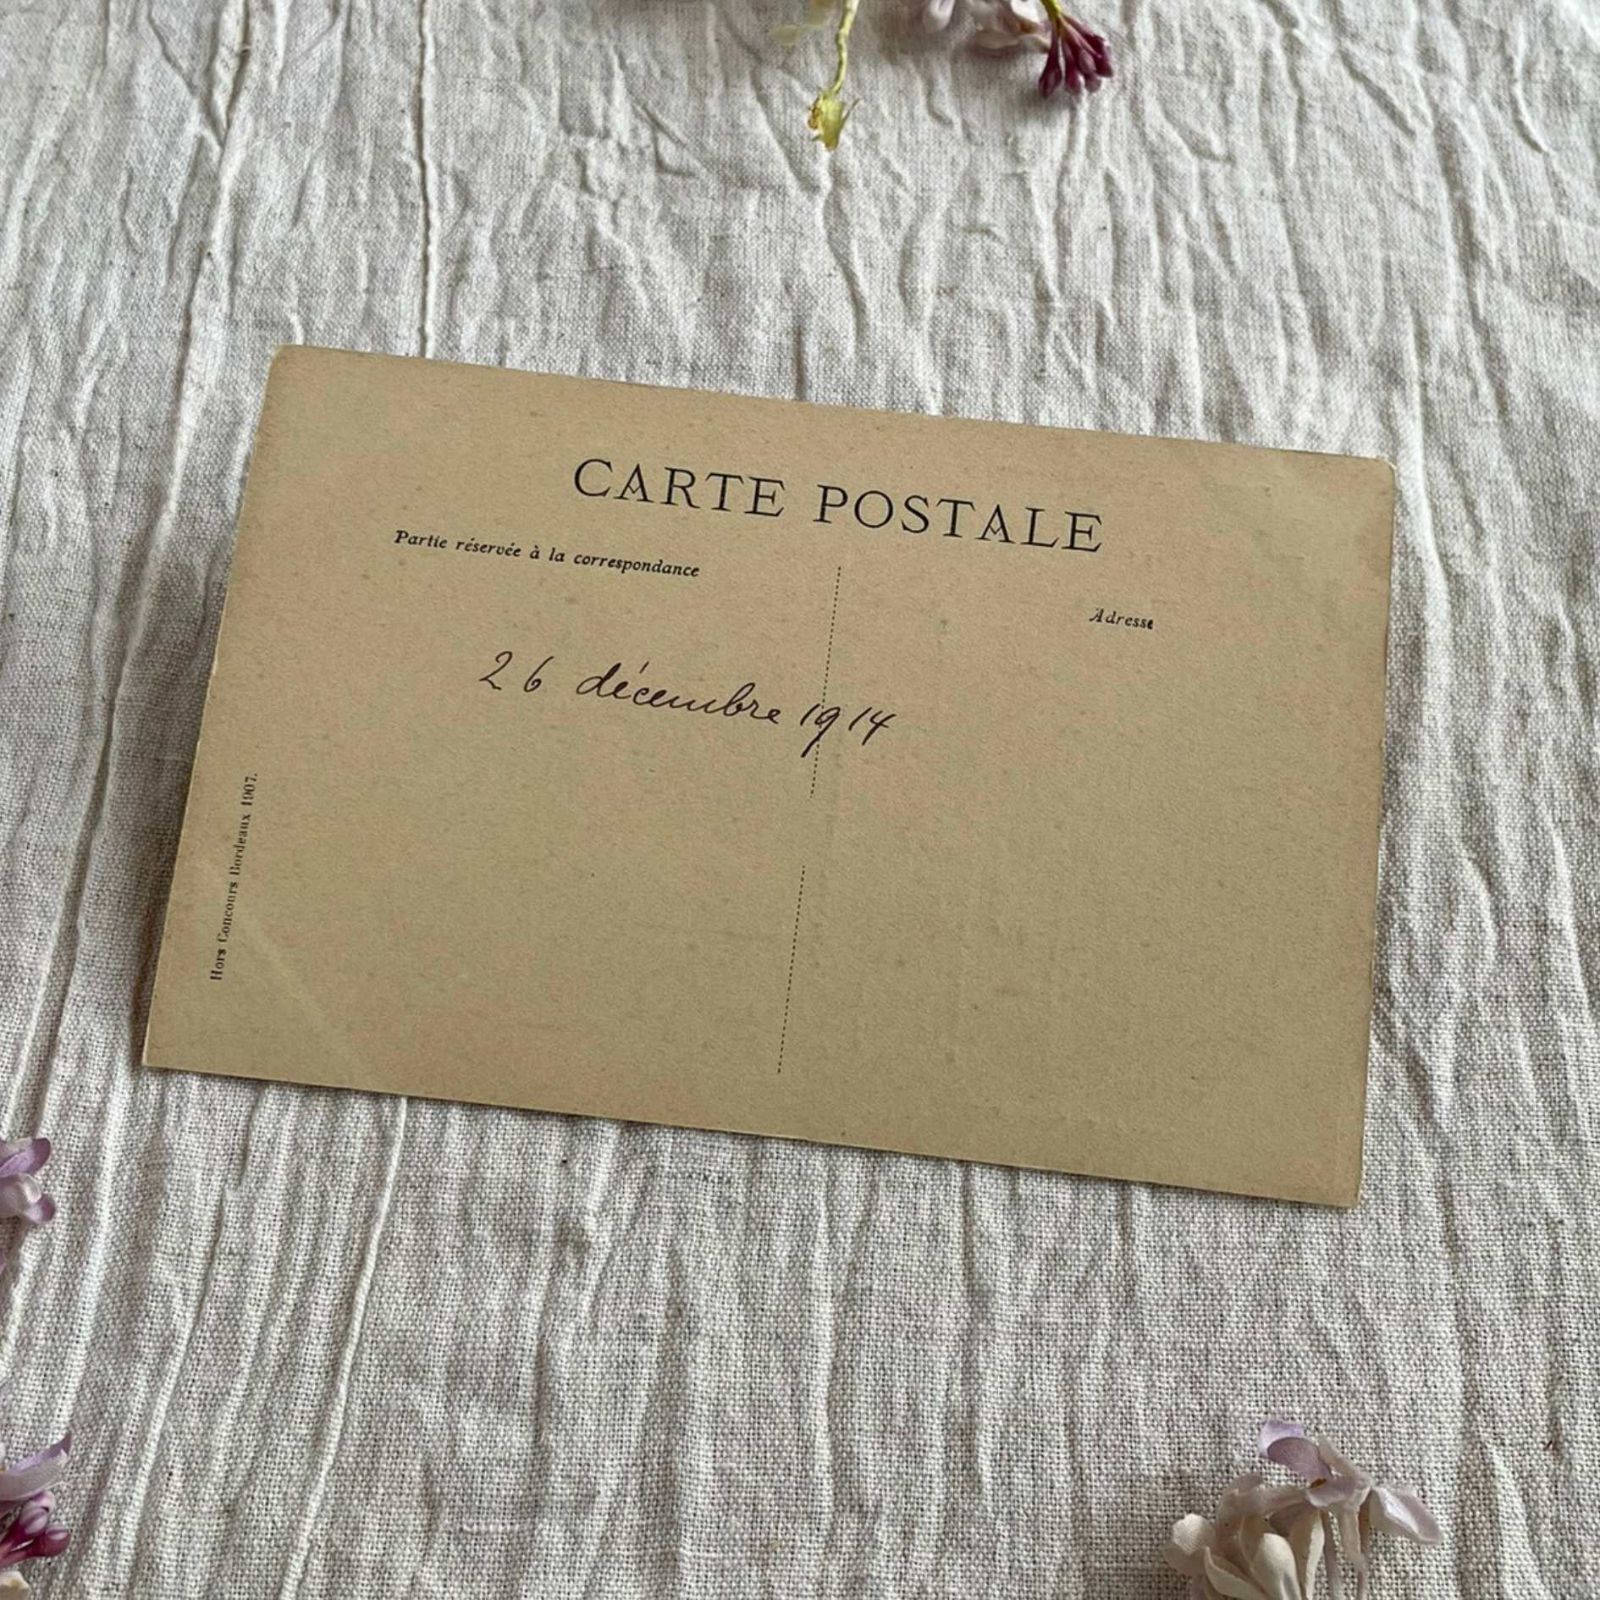 CARTE POSTALE
Partie réservée à la correspondance
Adresse
26 décembre 1914
Hors Concours Bordeaux 1907.